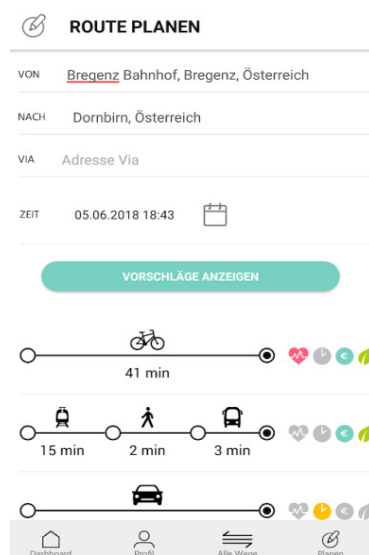 ROUTE PLANEN
VON Bregenz Bahnhof, Bregenz, Österreich
NACH Dornbirn, Österreich
VIA Adresse Via
ZEIT 05.06.2018 18:43
VORSCHLÄGE ANZEIGEN
41 min
€
15 min 2 min 3 min
€
€
Dashboard Profil Alle Wege Planen